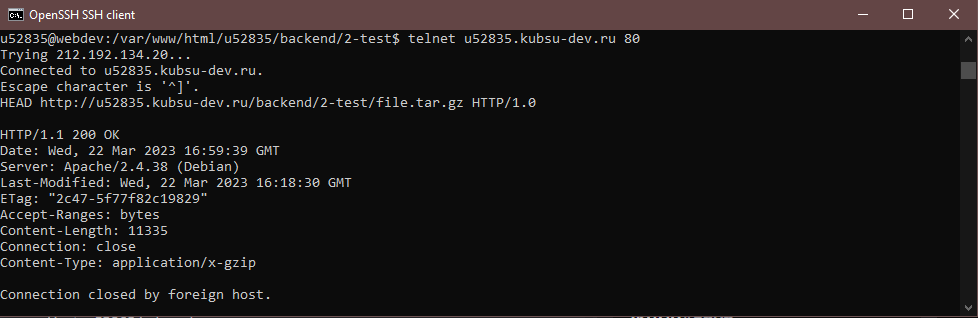 OpenSSH SSH client
u52835@webdev:/var/www/html/u52835/backend/2-test$ telnet u52835.kubsu-dev.ru 80
Trying 212.192.134.20...
Connected to u52835.kubsu-dev.ru.
Escape character is '^]'.
HEAD http://u52835.kubsu-dev.ru/backend/2-test/file.tar.gz HTTP/1.0
HTTP/1.1 200 OK
Date: Wed, 22 Mar 2023 16:59:39 GMT
Server: Apache/2.4.38 (Debian)
Last-Modified: Wed, 22 Mar 2023 16:18:30 GMT
ETag: "2c47-5f77f82c19829"
Accept-Ranges: bytes
Content-Length: 11335
Connection: close
Content-Type: application/x-gzip
Connection closed by foreign host.